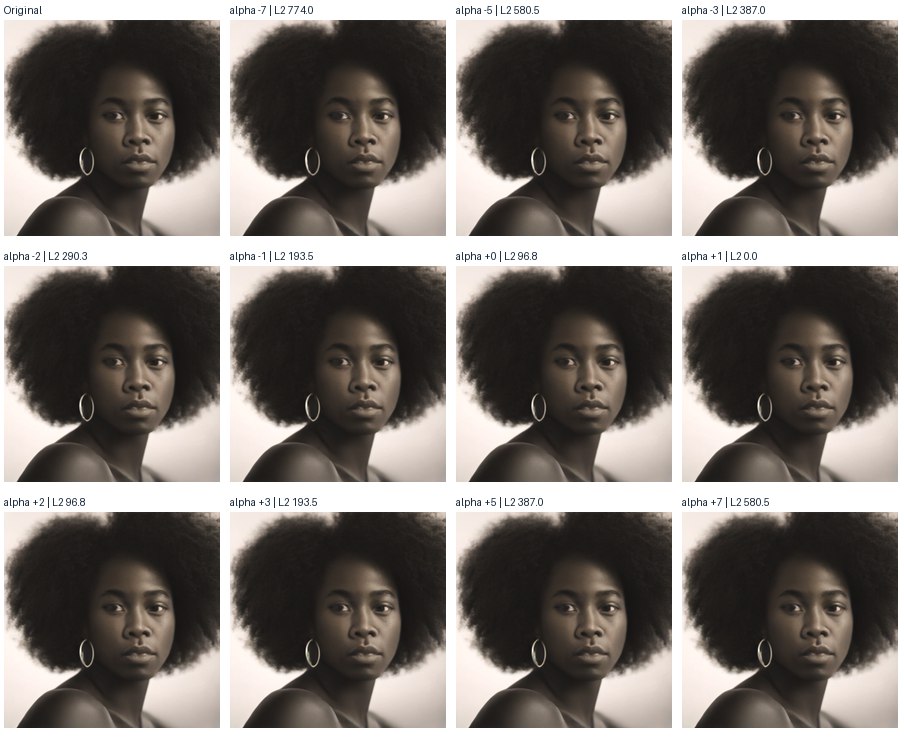 Original
alpha -7 | L2 774.0
alpha -5 | L2 580.5
alpha -3 | L2 387.0
alpha -2 | L2 290.3
alpha -1 | L2 193.5
alpha +0 | L2 96.8
alpha +1 | L2 0.0
alpha +2 | L2 96.8
alpha +3 | L2 193.5
alpha +5 | L2 387.0
alpha +7 | L2 580.5